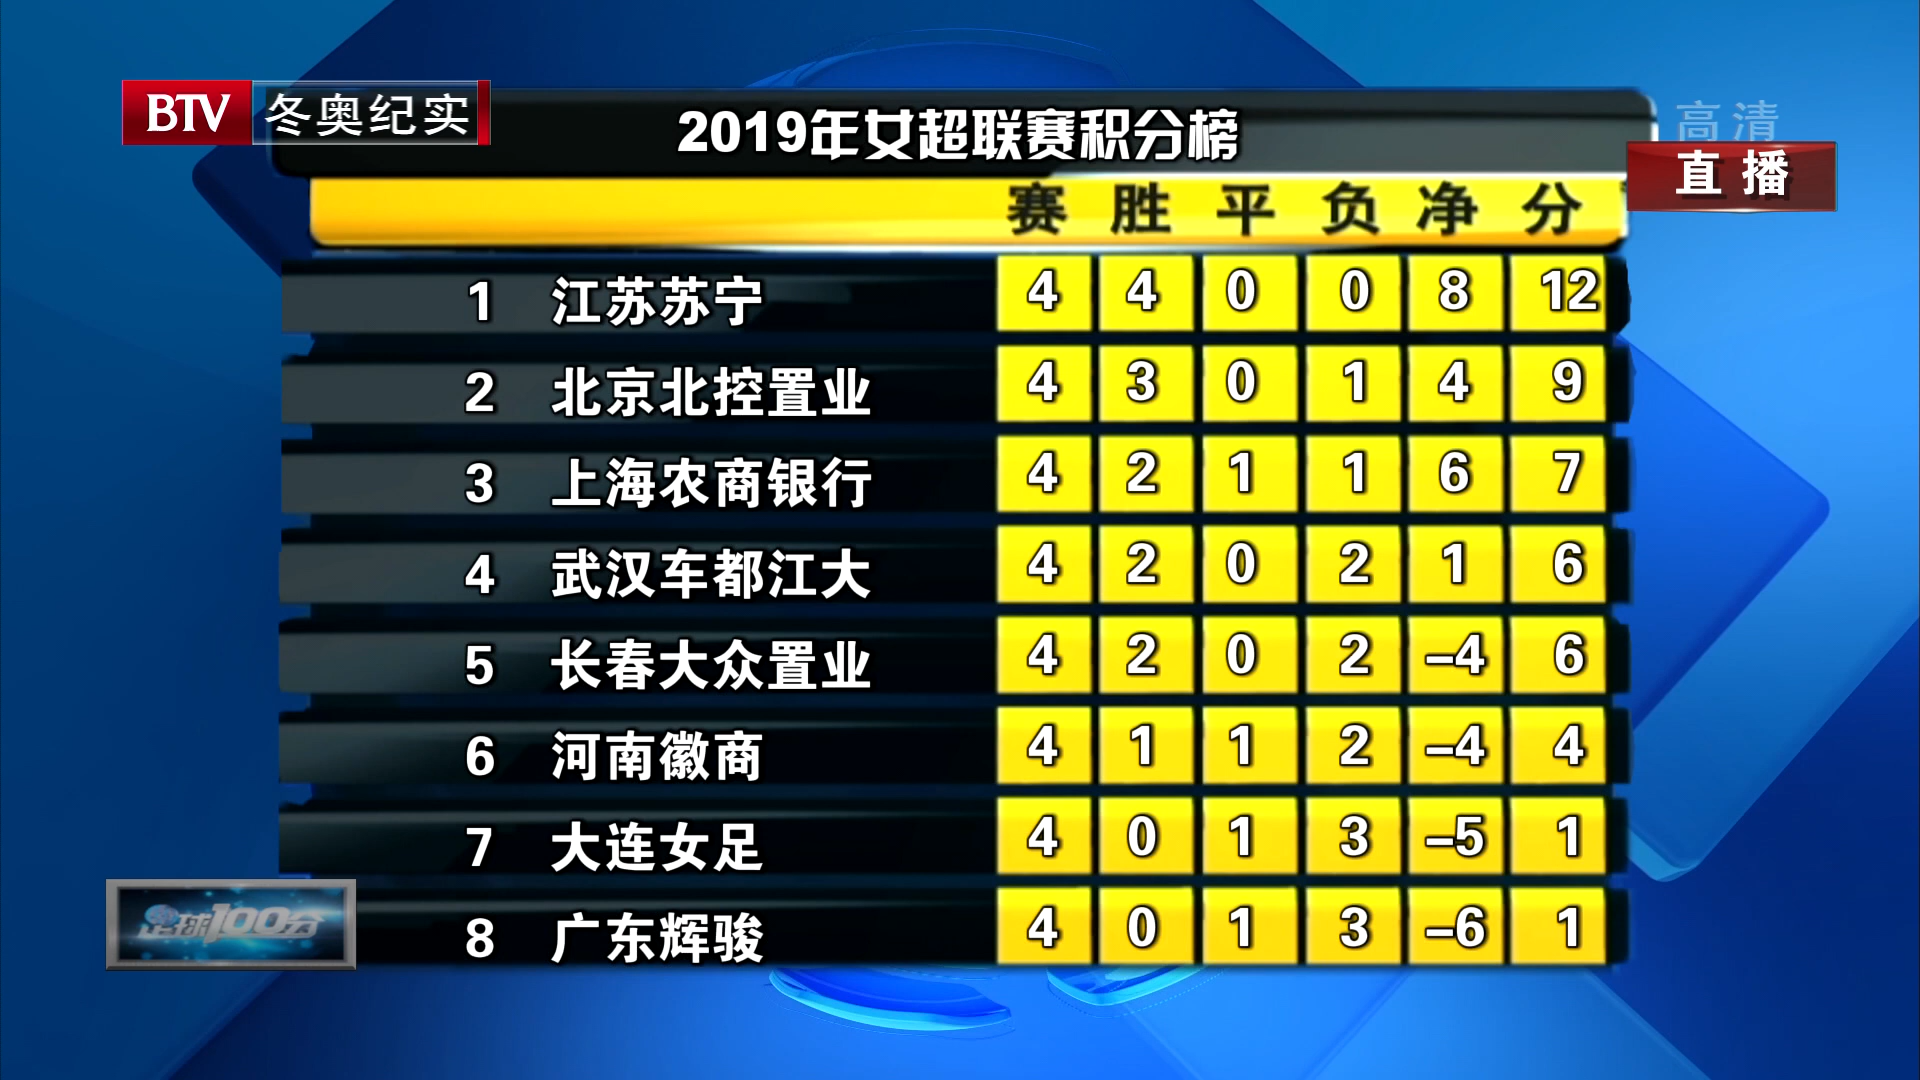 BTV 冬奥纪实
2019年女超联赛积分榜
高清
直播
赛 胜 平 负 净 分
1 江苏苏宁 4 4 0 0 8 12
2 北京北控置业 4 3 0 1 4 9
3 上海农商银行 4 2 1 1 6 7
4 武汉车都江大 4 2 0 2 1 6
5 长春大众置业 4 2 0 2 -4 6
6 河南徽商 4 1 1 2 -4 4
7 大连女足 4 0 1 3 -5 1
8 广东辉骏 4 0 1 3 -6 1
足球100分